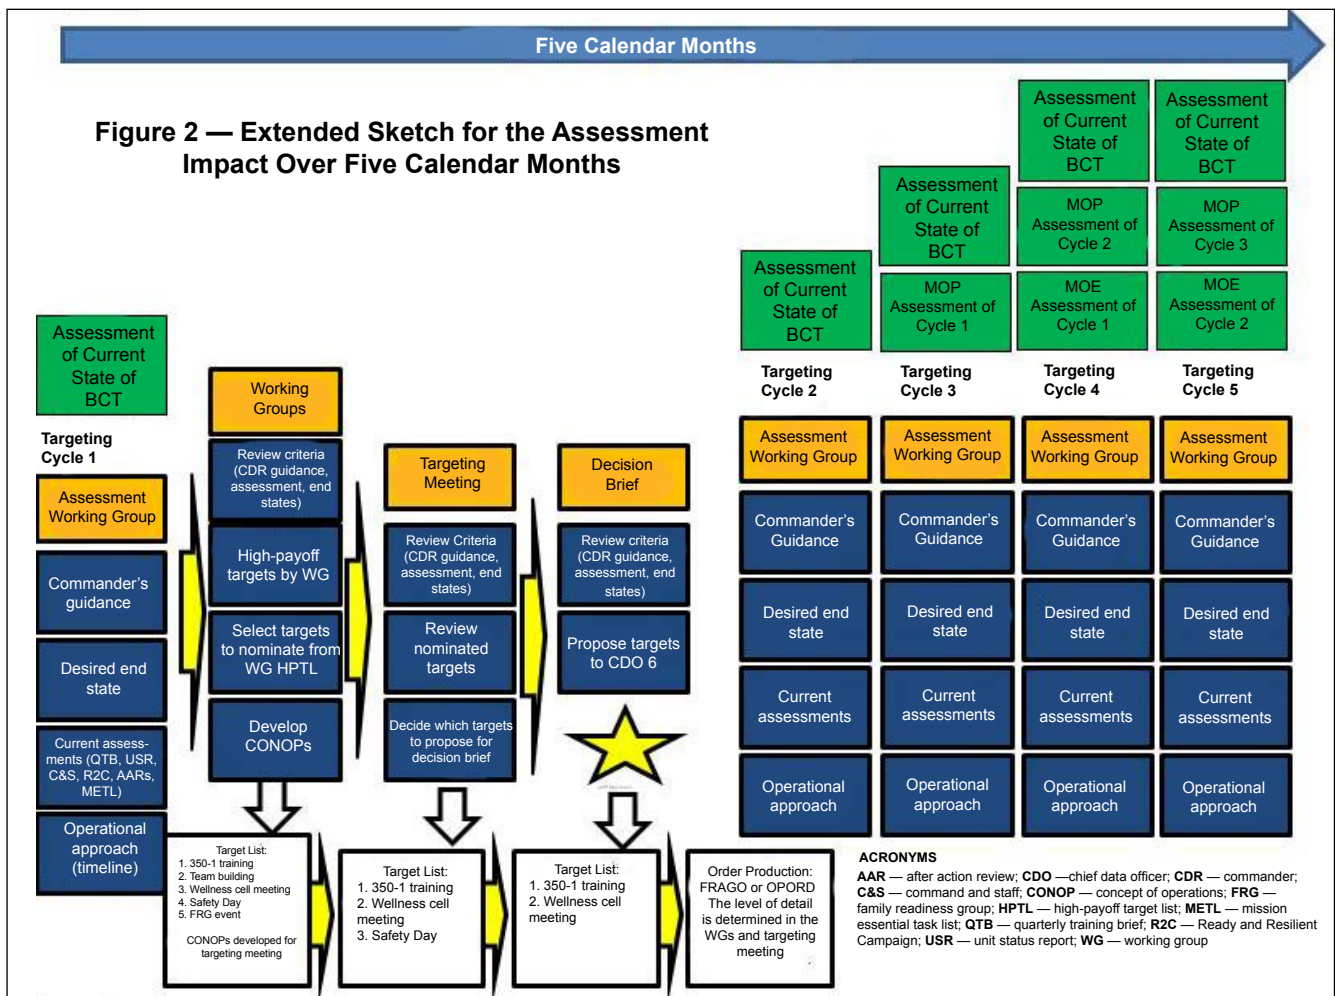 Five Calendar Months
Figure 2 — Extended Sketch for the Assessment
Impact Over Five Calendar Months
Assessment
of Current
State of
BCT
Targeting
Cycle 1
Assessment
Working Group
Commander's
guidance
Desired end
state
Current assess-
ments (QTB, USR,
C&S, R2C, AARs,
METL)
Operational
approach
(timeline)
Working
Groups
Review criteria
(CDR guidance,
assessment, end
states)
High-payoff
targets by WG
Select targets
to nominate from
WG HPTL
Develop
CONOPs
Target List:
1. 350-1 training
2. Team building
3. Wellness cell meeting
4. Safety Day
5. FRG event
CONOPs developed for
targeting meeting
Targeting
Meeting
Review Criteria
(CDR guidance,
assessment, end
states)
Review
nominated
targets
Decide which targets
to propose for
decision brief
Target List:
1. 350-1 training
2. Wellness cell
meeting
3. Safety Day
Decision
Brief
Review criteria
(CDR guidance,
assessment, end
states)
Propose targets
to CDO 6
Target List:
1. 350-1 training
2. Wellness cell
meeting
Order Production:
FRAGO or OPORD
The level of detail
is determined in the
WGs and targeting
meeting
Assessment
of Current
State of
BCT
Targeting
Cycle 2
Assessment
Working Group
Commander's
Guidance
Desired end
state
Current
assessments
Operational
approach
Assessment
of Current
State of
BCT
MOP
Assessment of
Cycle 1
Targeting
Cycle 3
Assessment
Working Group
Commander's
Guidance
Desired end
state
Current
assessments
Operational
approach
Assessment
of Current
State of
BCT
MOP
Assessment of
Cycle 2
MOE
Assessment of
Cycle 1
Targeting
Cycle 4
Assessment
Working Group
Commander's
Guidance
Desired end
state
Current
assessments
Operational
approach
Assessment
of Current
State of
BCT
MOP
Assessment of
Cycle 3
MOE
Assessment of
Cycle 2
Targeting
Cycle 5
Assessment
Working Group
Commander's
Guidance
Desired end
state
Current
assessments
Operational
approach
ACRONYMS
AAR — after action review; CDO —chief data officer; CDR — commander;
C&S — command and staff; CONOP — concept of operations; FRG —
family readiness group; HPTL — high-payoff target list; METL — mission
essential task list; QTB — quarterly training brief; R2C — Ready and Resilient
Campaign; USR — unit status report; WG — working group